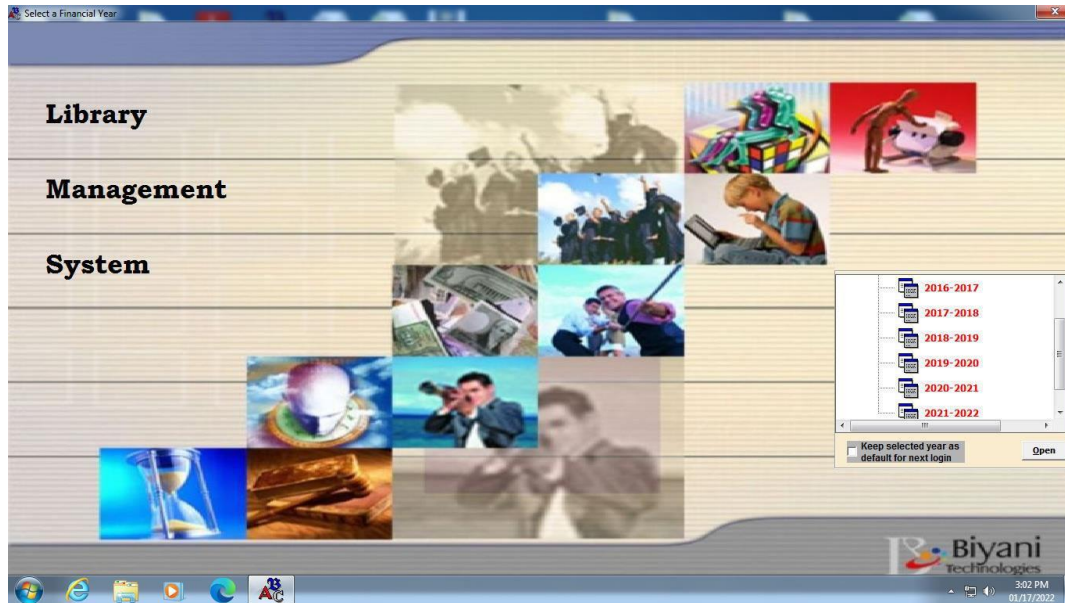 Select a Financial Year
Library
Management
System
2016-2017
2017-2018
2018-2019
2019-2020
2020-2021
2021-2022
Keep selected year as
default for next login
Open
Biyani
Technologies
3:02 PM
01/17/2022